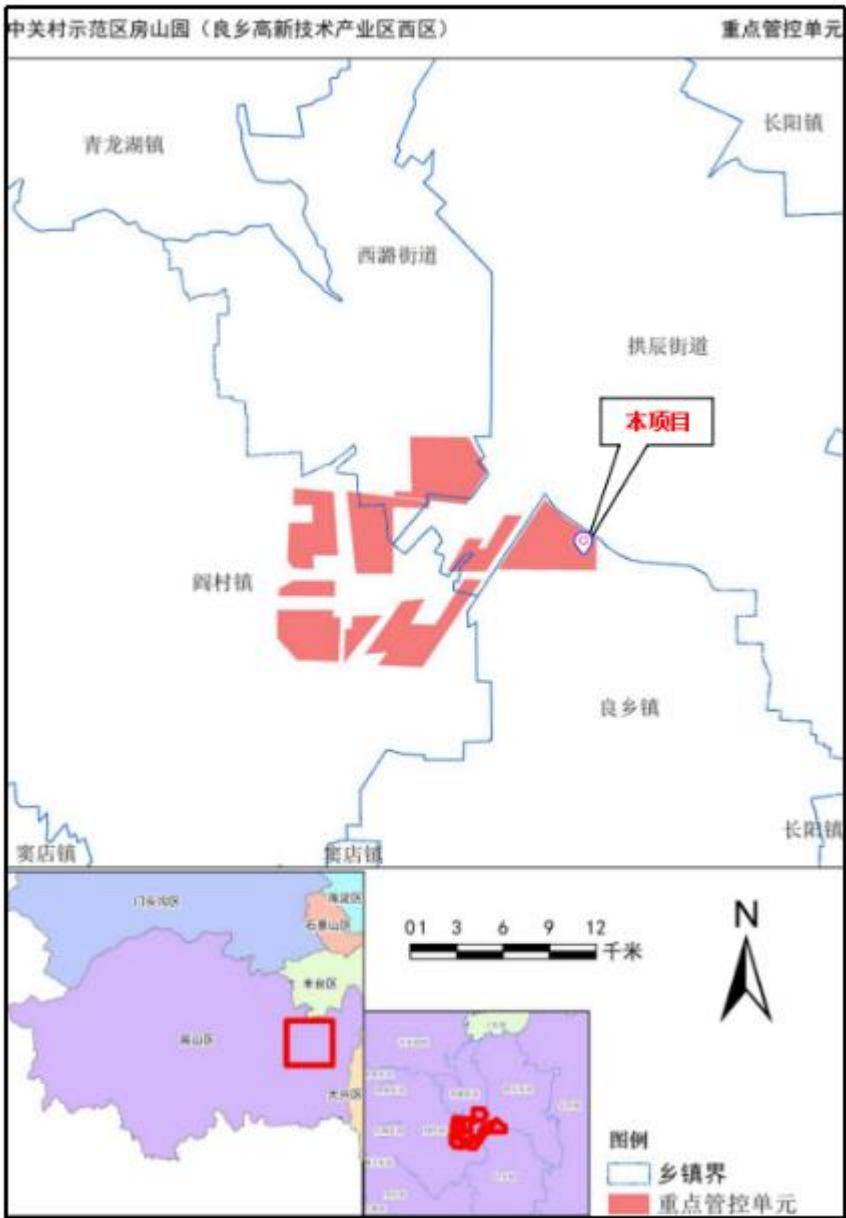 中关村示范区房山园（良乡高新技术产业区西区） 重点管控单元
长阳镇
青龙湖镇
西潞街道
拱辰街道
本项目
阎村镇
良乡镇
长阳镇
窦店镇
窦店镇
门头沟区
海淀区
石景山区
丰台区
房山区
大兴区
01 3 6 9 12
千米
N
图例
乡镇界
重点管控单元